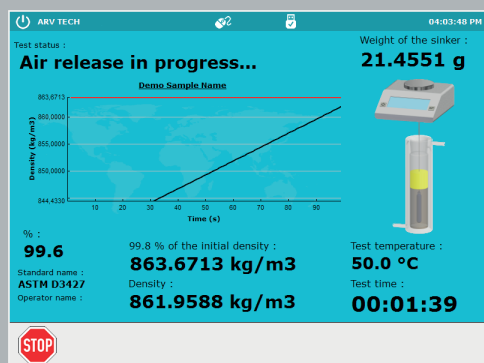 ARV TECH
04:03:48 PM
Test status :
Air release in progress...
Weight of the sinker :
21.4551 g
Demo Sample Name
863,6713
860,0000
855,0000
850,0000
844,4330
Density (kg/m3)
10 20 30 40 50 60 70 80 90
Time (s)
% :
99.6
Standard name :
ASTM D3427
Operator name :
99.8 % of the initial density :
863.6713 kg/m3
Density :
861.9588 kg/m3
Test temperature :
50.0 °C
Test time :
00:01:39
STOP